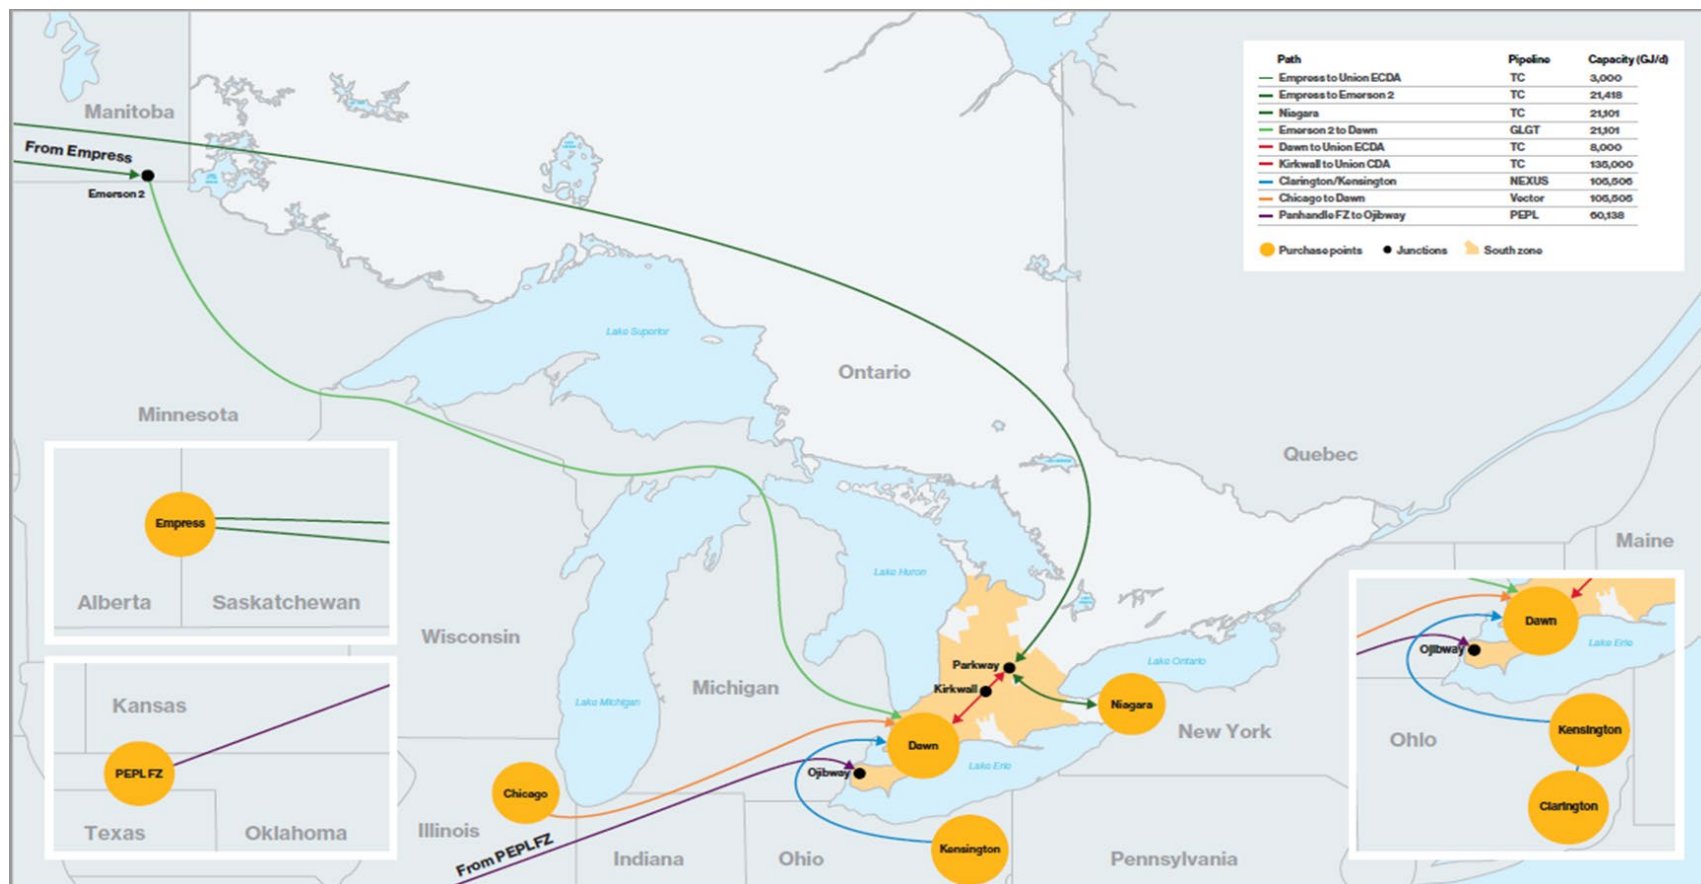 Path Pipeline Capacity (GJ/d)
Empress to Union ECDA TC 3,000
Empress to Emerson 2 TC 21,418
Niagara TC 21,101
Emerson 2 to Dawn GLGT 21,101
Dawn to Union ECDA TC 8,000
Kirkwall to Union CDA TC 135,000
Clarington/Kensington NEXUS 105,505
Chicago to Dawn Vector 105,505
Panhandle FZ to Ojibway PEPL 60,138
Purchase points Junctions South zone
Manitoba
From Empress
Emerson 2
Lake Superior
Ontario
Minnesota
Quebec
Empress
Alberta Saskatchewan
Maine
Lake Huron
Wisconsin
Parkway
Lake Ontario
Kirkwall
Michigan
Lake Michigan
Niagara
New York
Dawn
Lake Erie
Ojibway
Chicago
Illinois
From PEPLFZ
Kensington
Indiana
Ohio
Pennsylvania
Kansas
PEPL FZ
Texas Oklahoma
Dawn
Lake Erie
Ojibway
Kensington
Ohio
Clarington